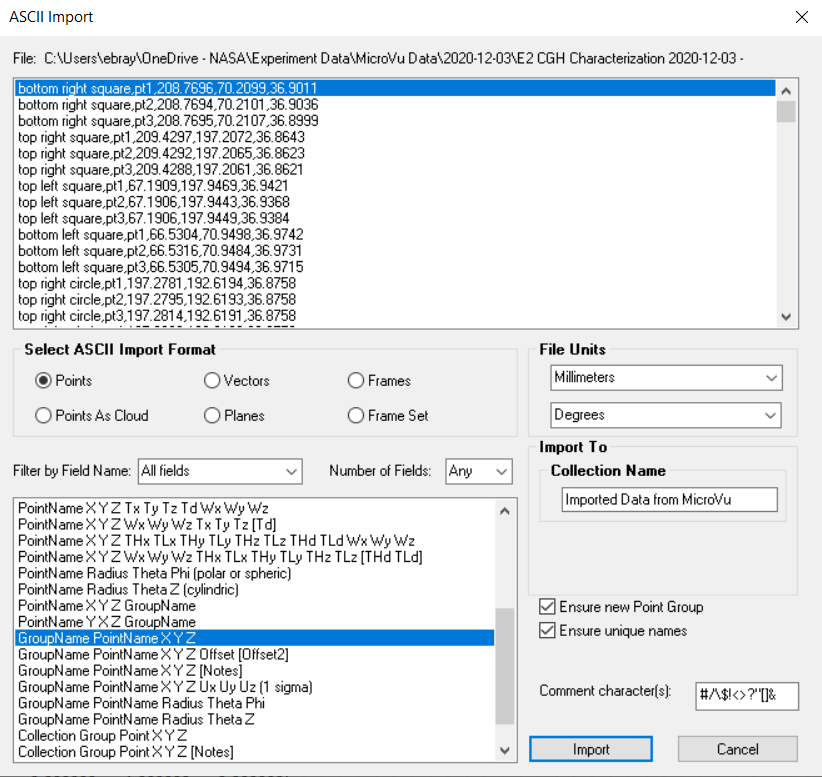 ASCII Import
File: C:\Users\ebray\OneDrive - NASA\Experiment Data\MicroVu Data\2020-12-03\E2 CGH Characterization 2020-12-03 -
bottom right square,pt1,208.7696,70.2099,36.9011
bottom right square,pt2,208.7694,70.2101,36.9036
bottom right square,pt3,208.7695,70.2107,36.8999
top right square,pt1,209.4297,197.2072,36.8643
top right square,pt2,209.4292,197.2065,36.8623
top right square,pt3,209.4288,197.2061,36.8621
top left square,pt1,67.1909,197.9469,36.9421
top left square,pt2,67.1906,197.9443,36.9368
top left square,pt3,67.1906,197.9449,36.9384
bottom left square,pt1,66.5304,70.9498,36.9742
bottom left square,pt2,66.5316,70.9484,36.9731
bottom left square,pt3,66.5305,70.9494,36.9715
top right circle,pt1,197.2781,192.6194,36.8758
top right circle,pt2,197.2795,192.6193,36.8758
top right circle,pt3,197.2814,192.6191,36.8758
Select ASCII Import Format
Points Vectors Frames
Points As Cloud Planes Frame Set
File Units
Millimeters
Degrees
Filter by Field Name: All fields Number of Fields: Any
Import To
Collection Name
Imported Data from MicroVu
PointName X Y Z Tx Ty Tz Td Wx Wy Wz
PointName X Y Z Wx Wy Wz Tx Ty Tz [Td]
PointName X Y Z THx TLx THy TLy THz TLz THd TLd Wx Wy Wz
PointName X Y Z Wx Wy Wz THx TLx THy TLy THz TLz [THd TLd]
PointName Radius Theta Phi (polar or spheric)
PointName Radius Theta Z (cylindric)
PointName X Y Z GroupName
PointName Y X Z GroupName
GroupName PointName X Y Z
GroupName PointName X Y Z Offset [Offset2]
GroupName PointName X Y Z [Notes]
GroupName PointName X Y Z Ux Uy Uz (1 sigma)
GroupName PointName Radius Theta Phi
GroupName PointName Radius Theta Z
Collection Group Point X Y Z
Collection Group Point X Y Z [Notes]
Ensure new Point Group
Ensure unique names
Comment character(s): #/\$!<>?"'[]&
Import Cancel